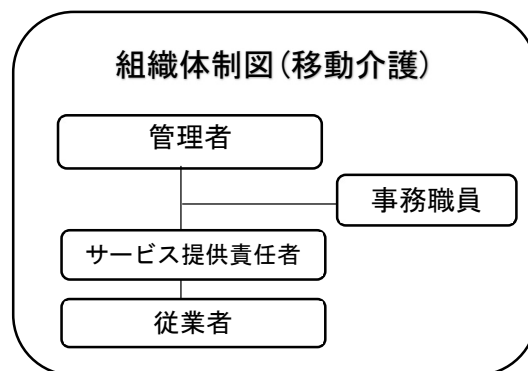 組織体制図(移動介護)
管理者
事務職員
サービス提供責任者
従業者